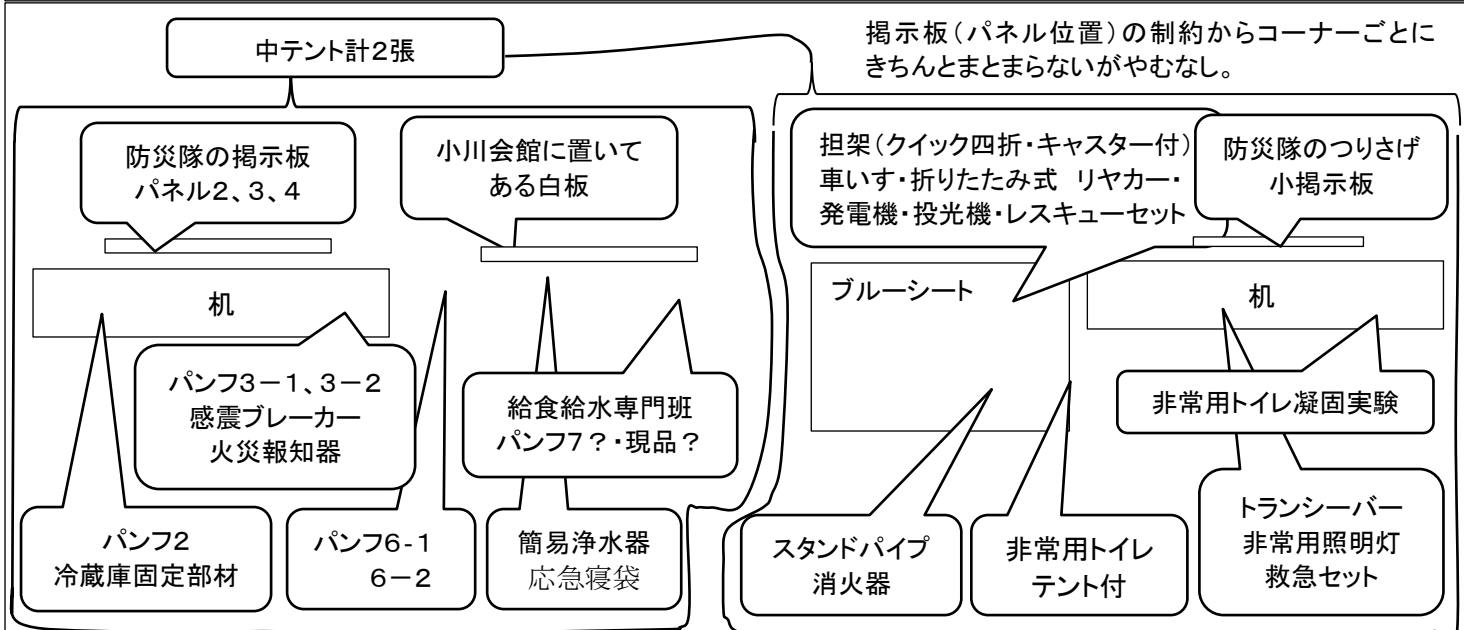 中テント計2張
掲示板(パネル位置)の制約からコーナーごとに
きちんとまとまらないがやむなし。
防災隊の掲示板
パネル2、3、4
小川会館に置いて
ある白板
担架(クイック四折・キャスター付)
車いす・折りたたみ式 リヤカー・
発電機・投光機・レスキューセット
防災隊のつりさげ
小掲示板
机
ブルーシート
机
パンフ3-1、3-2
感震ブレーカー
火災報知器
給食給水専門班
パンフ7?・現品?
非常用トイレ凝固実験
パンフ2
冷蔵庫固定部材
パンフ6-1
6-2
簡易浄水器
応急寝袋
スタンドパイプ
消火器
非常用トイレ
テント付
トランシーバー
非常用照明灯
救急セット